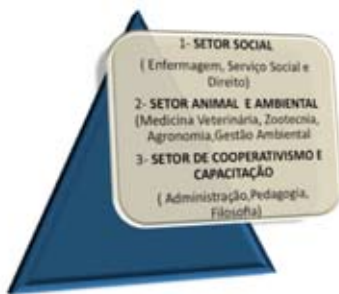 1- SETOR SOCIAL
( Enfermagem, Serviço Social e
Direito)
2- SETOR ANIMAL E AMBIENTAL
(Medicina Veterinária, Zootecnia,
Agronomia,Gestão Ambiental
3- SETOR DE COOPERATIVISMO E
CAPACITAÇÃO
( Administração,Pedagogia,
Filosofia)